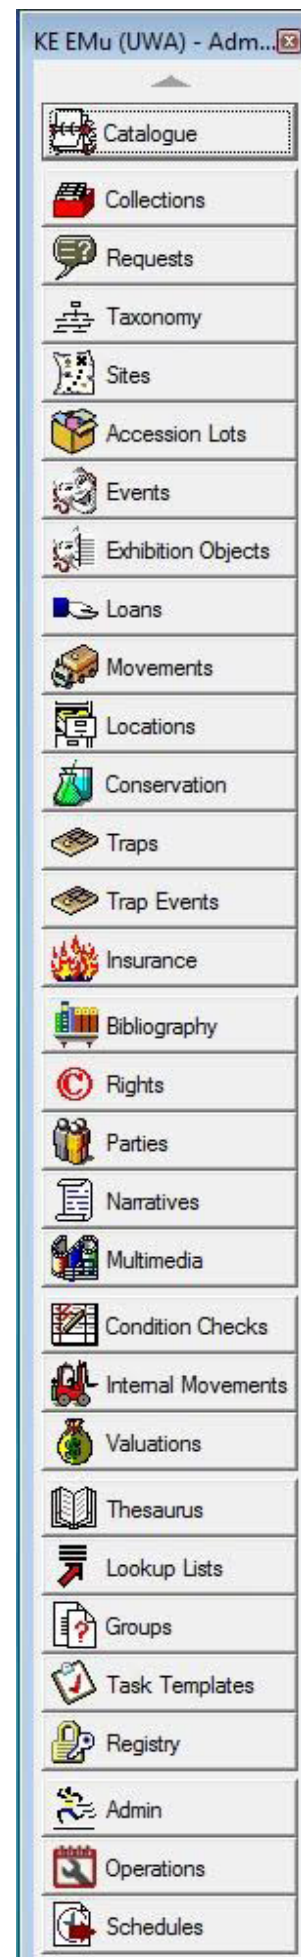 KE EMu (UWA) - Adm...
Catalogue
Collections
Requests
Taxonomy
Sites
Accession Lots
Events
Exhibition Objects
Loans
Movements
Locations
Conservation
Traps
Trap Events
Insurance
Bibliography
Rights
Parties
Narratives
Multimedia
Condition Checks
Internal Movements
Valuations
Thesaurus
Lookup Lists
Groups
Task Templates
Registry
Admin
Operations
Schedules